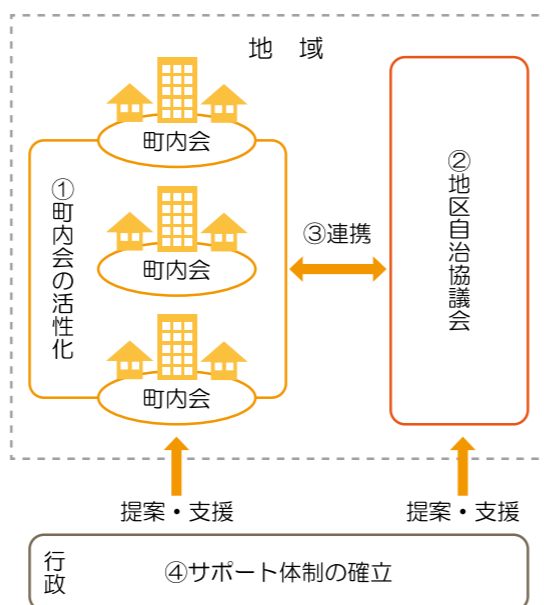 地　域
町内会
①町内会の活性化
町内会
町内会
③連携
②地区自治協議会
提案・支援
提案・支援
行政
④サポート体制の確立